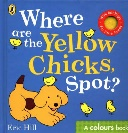 Where
are the Yellow
Chicks,
Spot?
Eric Hill
A colours book